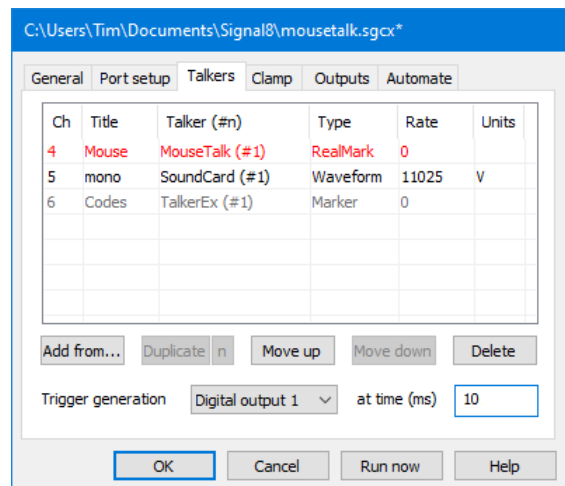 C:\Users\Tim\Documents\Signal8\mousetalk.sgcx*
General Port setup Talkers Clamp Outputs Automate
Ch Title Talker (#n) Type Rate Units
4 Mouse MouseTalk (#1) RealMark 0
5 mono SoundCard (#1) Waveform 11025 V
6 Codes TalkerEx (#1) Marker 0
Add from... Duplicate n Move up Move down Delete
Trigger generation Digital output 1 at time (ms) 10
OK Cancel Run now Help